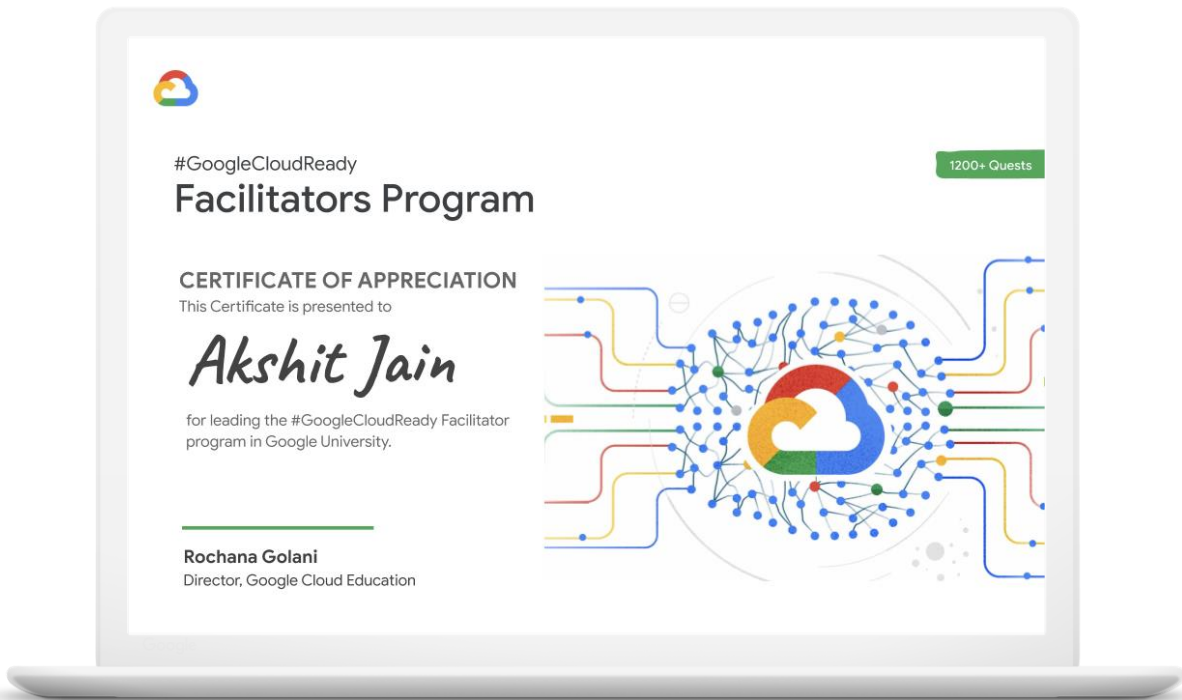 #GoogleCloudReady
Facilitators Program
1200+ Quests
CERTIFICATE OF APPRECIATION
This Certificate is presented to
Akshit Jain
for leading the #GoogleCloudReady Facilitator
program in Google University.
Rochana Golani
Director, Google Cloud Education